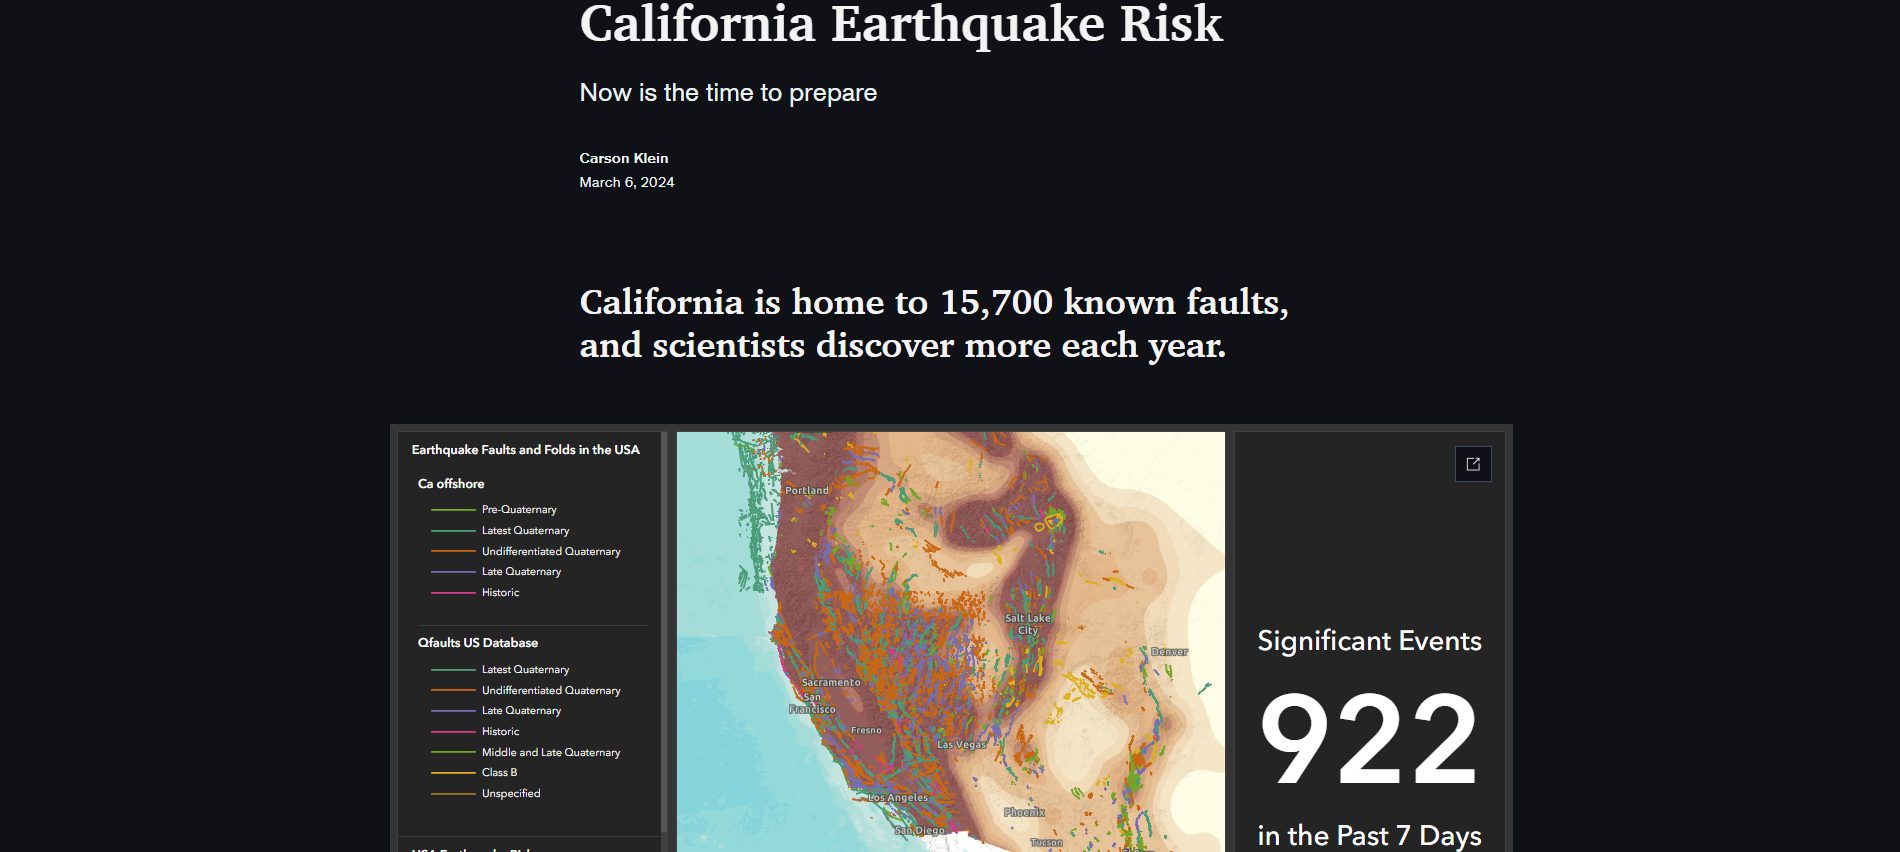 California Earthquake Risk
Now is the time to prepare
Carson Klein
March 6, 2024
California is home to 15,700 known faults,
and scientists discover more each year.
Earthquake Faults and Folds in the USA
Ca offshore
Pre-Quaternary
Latest Quaternary
Undifferentiated Quaternary
Late Quaternary
Historic
Qfaults US Database
Latest Quaternary
Undifferentiated Quaternary
Late Quaternary
Historic
Middle and Late Quaternary
Class B
Unspecified
Portland
Salt Lake
City
Denver
Sacramento
San
Francisco
Fresno
Las Vegas
Los Angeles
Phoenix
San Diego
Tucson
Significant Events
922
in the Past 7 Days